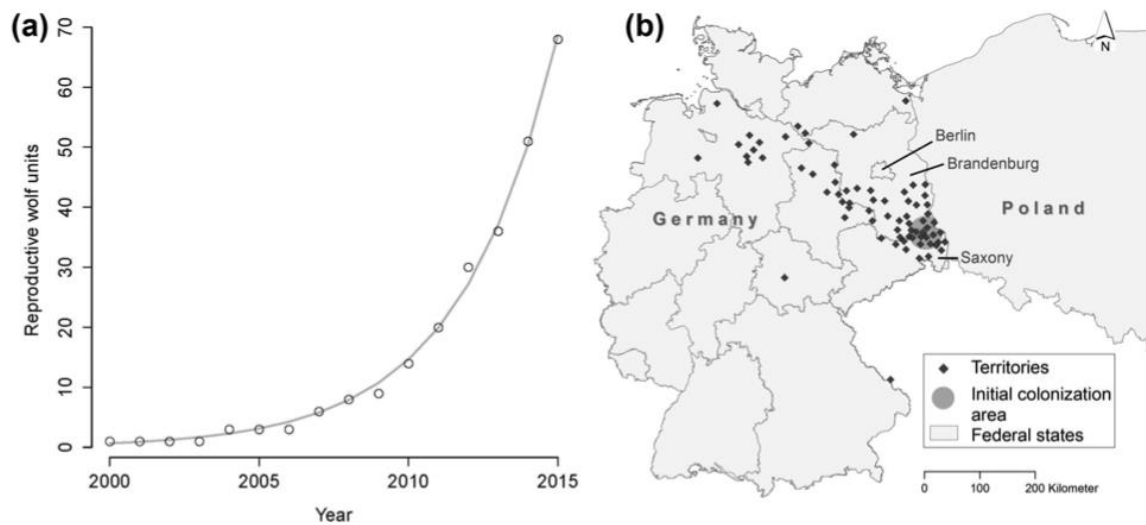 (a)
70
60
50
40
30
20
10
0
Reproductive wolf units
2000
2005
2010
2015
Year
(b)
N
Berlin
Brandenburg
Germany
Poland
Saxony
Territories
Initial colonization
area
Federal states
0
100
200 Kilometer